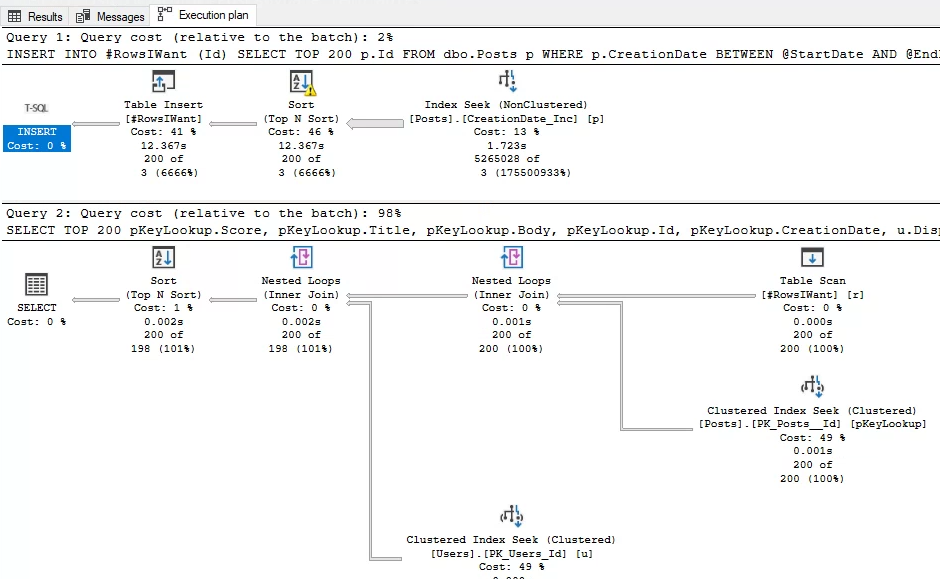 Results Messages Execution plan
Query 1: Query cost (relative to the batch): 2%
INSERT INTO #RowsIWant (Id) SELECT TOP 200 p.Id FROM dbo.Posts p WHERE p.CreationDate BETWEEN @StartDate AND
T-SQL
INSERT
Cost: 0 %
Table Insert
[#RowsIWant]
Cost: 41 %
12.367s
200 of
3 (6666%)
Sort
(Top N Sort)
Cost: 46 %
12.367s
200 of
3 (6666%)
Index Seek (NonClustered)
[Posts].[CreationDate_Inc] [p]
Cost: 13 %
1.723s
5265028 of
3 (175500933%)
Query 2: Query cost (relative to the batch): 98%
SELECT TOP 200 pKeyLookup.Score, pKeyLookup.Title, pKeyLookup.Body, pKeyLookup.Id, pKeyLookup.CreationDate,
SELECT
Cost: 0 %
Sort
(Top N Sort)
Cost: 1 %
0.002s
200 of
198 (101%)
Nested Loops
(Inner Join)
Cost: 0 %
0.002s
200 of
198 (101%)
Nested Loops
(Inner Join)
Cost: 0 %
0.001s
200 of
200 (100%)
Table Scan
[#RowsIWant] [r]
Cost: 0 %
0.000s
200 of
200 (100%)
Clustered Index Seek (Clustered)
[Posts].[PK_Posts__Id] [pKeyLookup]
Cost: 49 %
0.001s
200 of
200 (100%)
Clustered Index Seek (Clustered)
[Users].[PK_Users_Id] [u]
Cost: 49 %